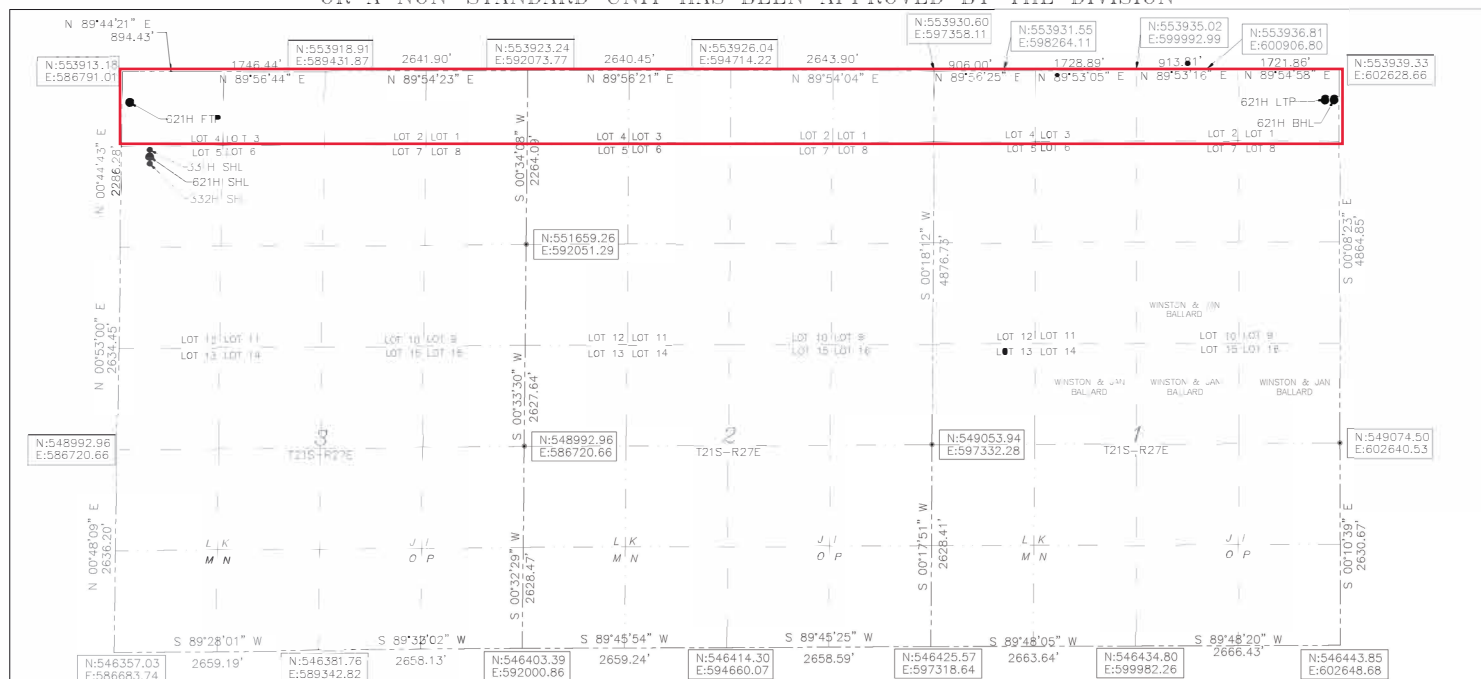 OR A NON-STANDARD UNIT HAS BEEN APPROVED BY THE DIVISION
N 89°44'21" E
894.43'
N:553913.18
E:586791.01
1746.44'
N 89°56'44" E
N:553918.91
E:589431.87
2641.90'
N 89°54'23" E
N:553923.24
E:592073.77
2640.45'
N 89°56'21" E
N:553926.04
E:594714.22
2643.90'
N 89°54'04" E
N:553930.60
E:597358.11
906.00'
N 89°56'25" E
N:553931.55
E:598264.11
1728.89'
N 89°53'05" E
N:553935.02
E:599992.99
913.81'
N 89°53'16" E
N:553936.81
E:600906.80
1721.86'
N 89°54'58" E
N:553939.33
E:602628.66
621H FTP
621H LTP
621H BHL
LOT 4 LOT 3
LOT 5 LOT 6
LOT 2 LOT 1
LOT 7 LOT 8
LOT 4 LOT 3
LOT 5 LOT 6
LOT 2 LOT 1
LOT 7 LOT 8
LOT 4 LOT 3
LOT 5 LOT 6
LOT 2 LOT 1
LOT 7 LOT 8
331H SHL
621H SHL
332H SHL
N 00°44'43" E
2286.28'
S 00°34'08" W
2264.09'
S 00°18'12" W
4876.73'
S 00°08'23" E
4864.85'
N:551659.26
E:592051.29
WINSTON & JAN
BALLARD
LOT 12 LOT 11
LOT 13 LOT 14
LOT 10 LOT 9
LOT 15 LOT 16
LOT 12 LOT 11
LOT 13 LOT 14
LOT 10 LOT 9
LOT 15 LOT 16
LOT 12 LOT 11
LOT 13 LOT 14
LOT 10 LOT 9
LOT 15 LOT 16
N 00°53'00" E
2634.45'
S 00°33'30" W
2627.64'
WINSTON & JAN
BALLARD
WINSTON & JAN
BALLARD
WINSTON & JAN
BALLARD
N:548992.96
E:586720.66
3
T21S-R27E
N:548992.96
E:586720.66
2
T21S-R27E
N:549053.94
E:597332.28
1
T21S-R27E
N:549074.50
E:602640.53
N 00°48'09" E
2636.20'
S 00°32'29" W
2628.47'
S 00°17'51" W
2628.41'
S 00°10'39" E
2630.67'
L K
M N
J I
O P
L K
M N
J I
O P
L K
M N
J I
O P
S 89°28'01" W
2659.19'
2658.13'
S 89°45'54" W
2659.24'
S 89°45'25" W
2658.59'
S 89°48'05" W
2663.64'
S 89°48'20" W
2666.43'
N:546357.03
E:586683.74
N:546381.76
E:589342.82
N:546403.39
E:592000.86
N:546414.30
E:594660.07
N:546425.57
E:597318.64
N:546434.80
E:599982.26
N:546443.85
E:602648.68